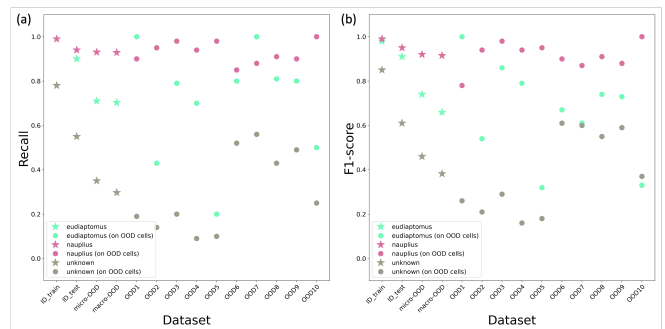 (a)
1.0
0.8
0.6
0.4
0.2
0.0
Recall
eudiaptomus
eudiaptomus (on OOD cells)
nauplius
nauplius (on OOD cells)
unknown
unknown (on OOD cells)
ID_train
ID_test
micro-OOD
macro-OOD
OOD1
OOD2
OOD3
OOD4
OOD5
OOD6
OOD7
OOD8
OOD9
OOD10
Dataset
(b)
1.0
0.8
0.6
0.4
0.2
0.0
F1-score
eudiaptomus
eudiaptomus (on OOD cells)
nauplius
nauplius (on OOD cells)
unknown
unknown (on OOD cells)
ID_train
ID_test
micro-OOD
macro-OOD
OOD1
OOD2
OOD3
OOD4
OOD5
OOD6
OOD7
OOD8
OOD9
OOD10
Dataset